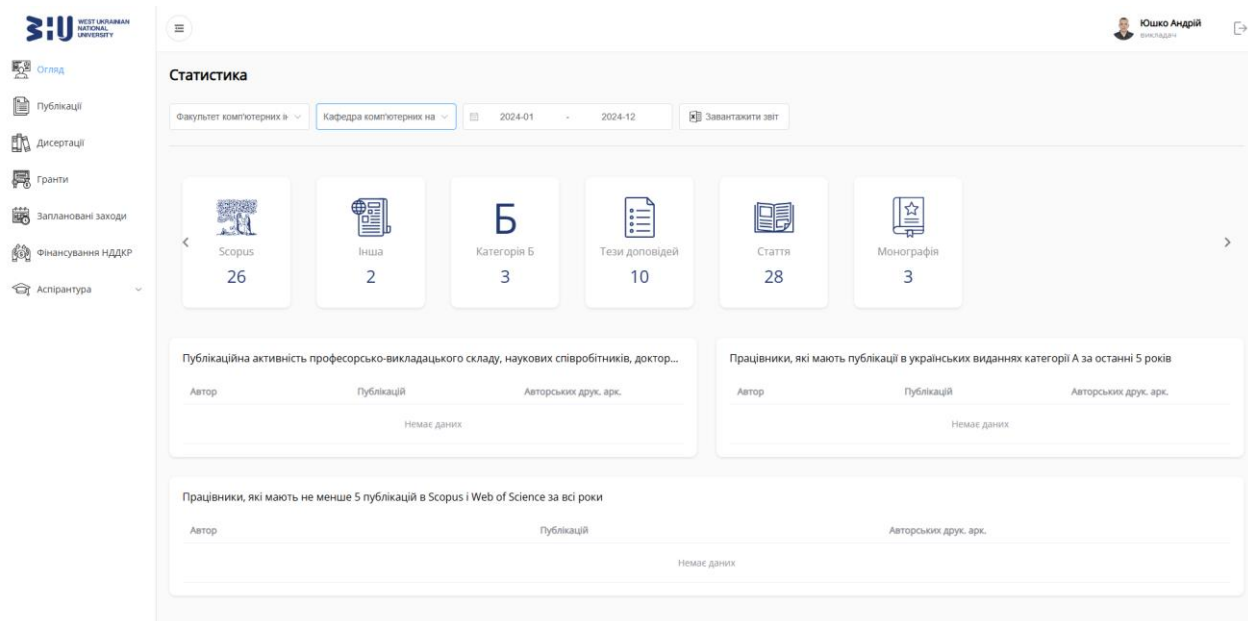 WEST UKRAINIAN
NATIONAL
UNIVERSITY
Юшко Андрій
викладач
Огляд
Публікації
Дисертації
Гранти
Заплановані заходи
Фінансування НДДКР
Аспірантура
Статистика
Факультет комп'ютерних
Кафедра комп'ютерних на
2024-01 - 2024-12
Завантажити звіт
Scopus
26
Інша
2
Б
Категорія Б
3
Тези доповідей
10
Стаття
28
Монографія
3
Публікаційна активність професорсько-викладацького складу, наукових співробітників, доктор...
Автор Публікацій Авторських друк. арк.
Немає даних
Працівники, які мають публікації в українських виданнях категорії А за останні 5 років
Автор Публікацій Авторських друк. арк.
Немає даних
Працівники, які мають не менше 5 публікацій в Scopus і Web of Science за всі роки
Автор Публікацій Авторських друк. арк.
Немає даних